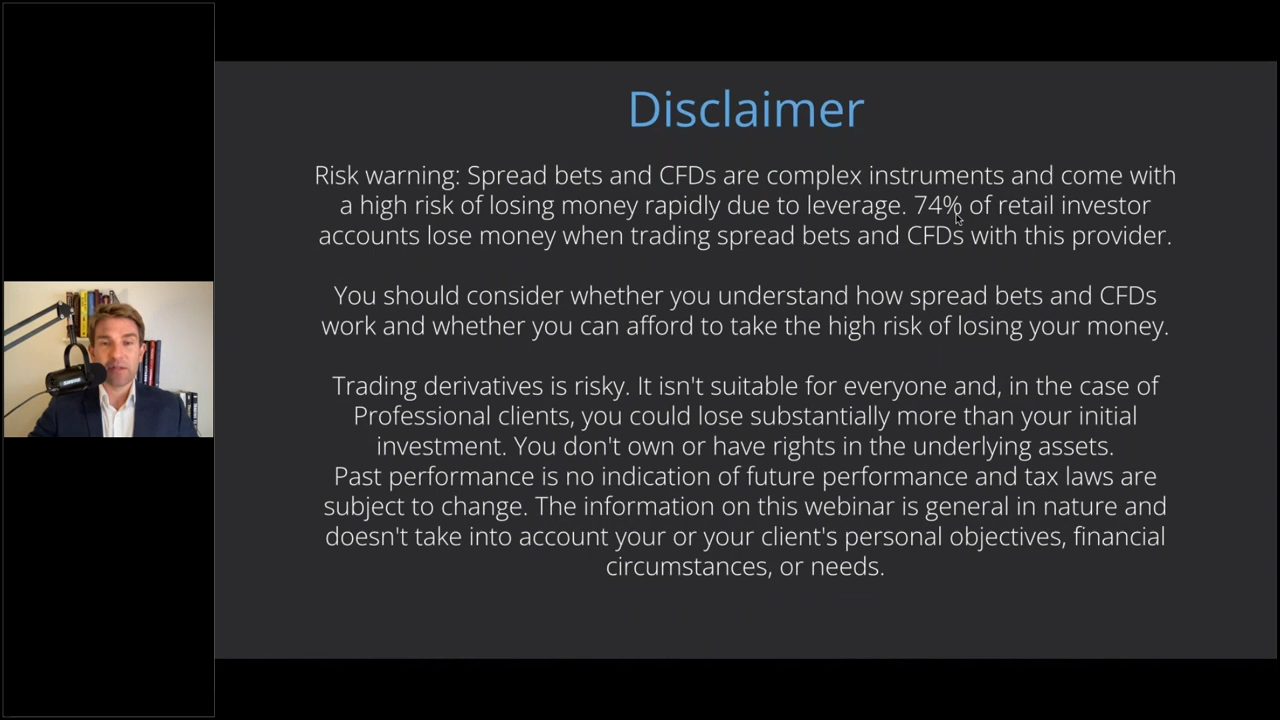 Disclaimer
Risk warning: Spread bets and CFDs are complex instruments and come with
a high risk of losing money rapidly due to leverage. 74% of retail investor
accounts lose money when trading spread bets and CFDs with this provider.
You should consider whether you understand how spread bets and CFDs
work and whether you can afford to take the high risk of losing your money.
Trading derivatives is risky. It isn't suitable for everyone and, in the case of
Professional clients, you could lose substantially more than your initial
investment. You don't own or have rights in the underlying assets.
Past performance is no indication of future performance and tax laws are
subject to change. The information on this webinar is general in nature and
doesn't take into account your or your client's personal objectives, financial
circumstances, or needs.